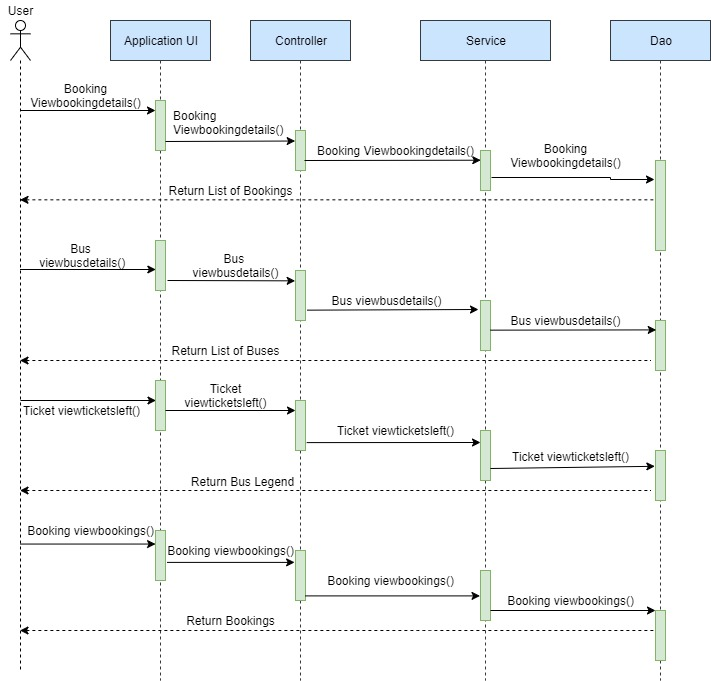 User
Application UI
Controller
Service
Dao
Booking
Viewbookingdetails()
Booking
Viewbookingdetails()
Booking Viewbookingdetails()
Booking
Viewbookingdetails()
Return List of Bookings
Bus
viewbusdetails()
Bus
viewbusdetails()
Bus viewbusdetails()
Bus viewbusdetails()
Return List of Buses
Ticket viewticketsleft()
Ticket
viewticketsleft()
Ticket viewticketsleft()
Ticket viewticketsleft()
Return Bus Legend
Booking viewbookings()
Booking viewbookings()
Booking viewbookings()
Booking viewbookings()
Return Bookings